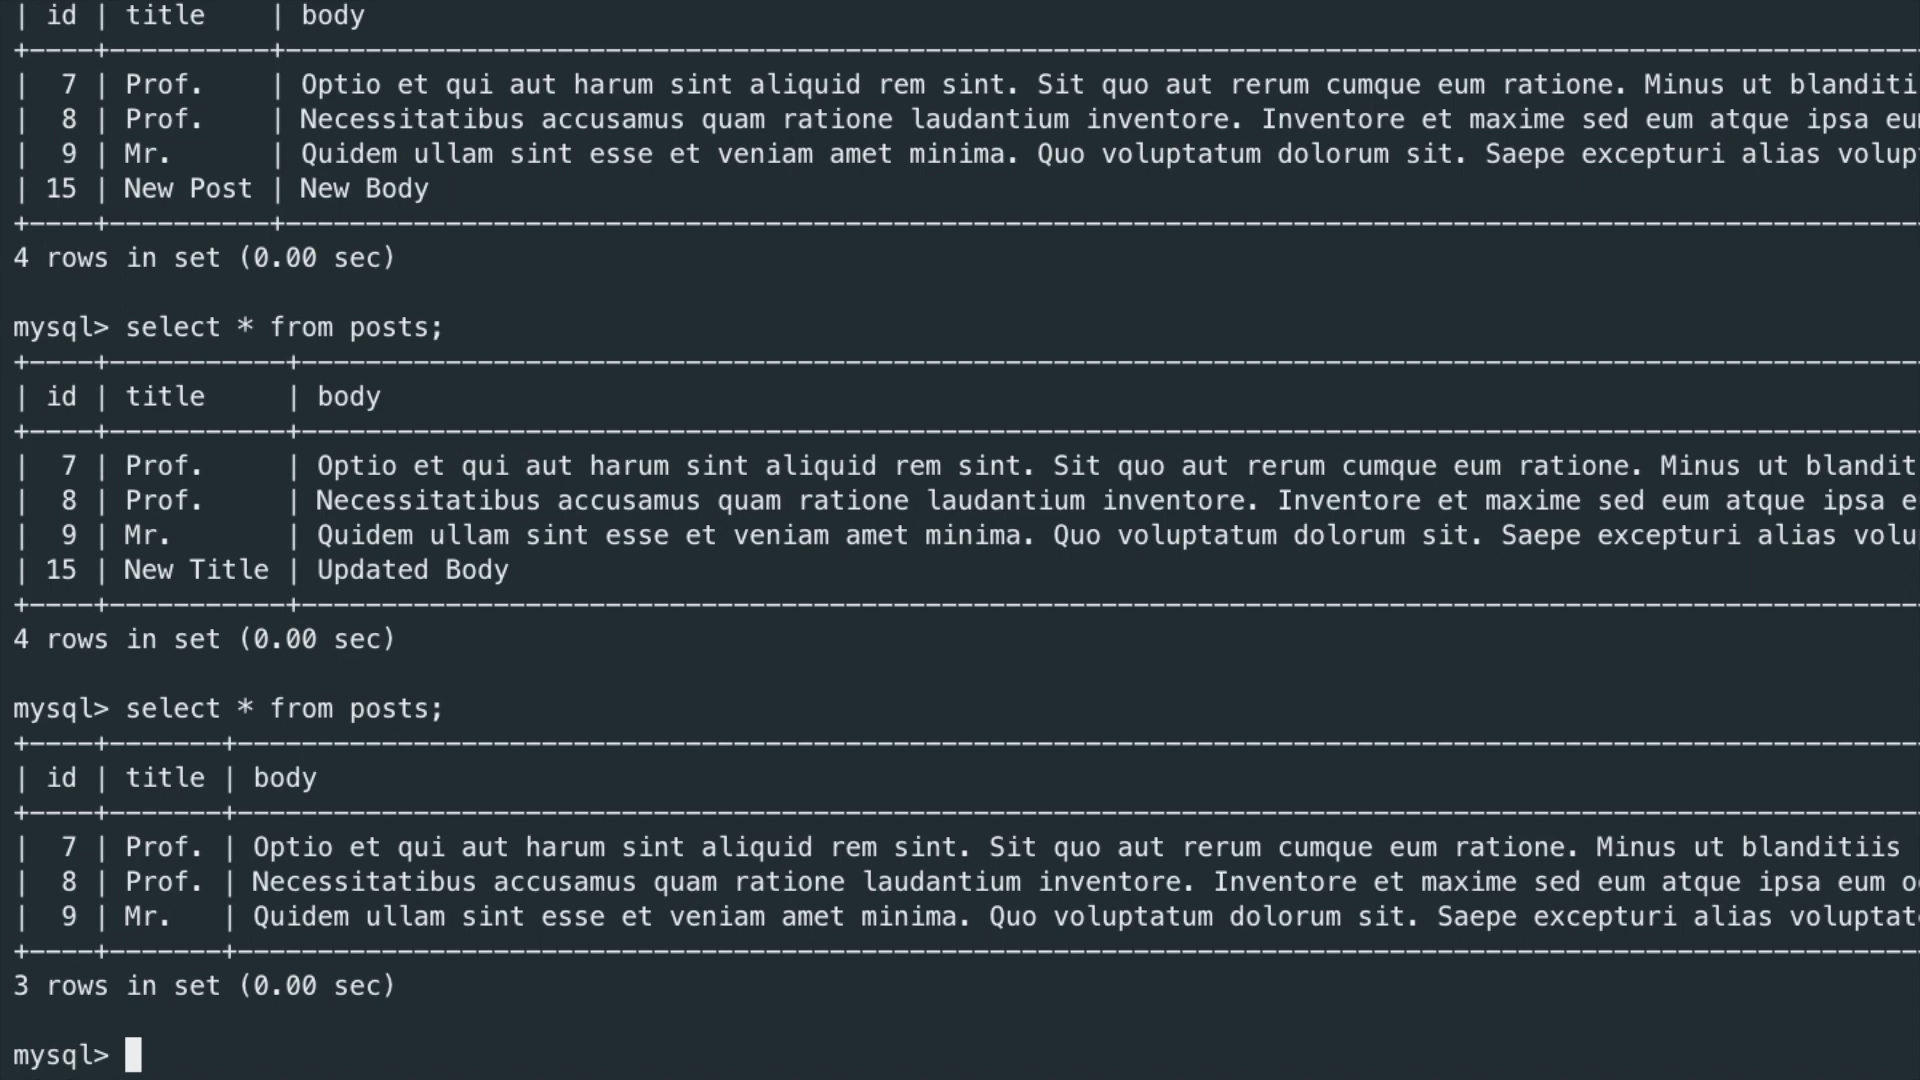 | id | title    | body
+----+----------+------------------------------------------------------------------------------------------------------
|  7 | Prof.    | Optio et qui aut harum sint aliquid rem sint. Sit quo aut rerum cumque eum ratione. Minus ut blanditi
|  8 | Prof.    | Necessitatibus accusamus quam ratione laudantium inventore. Inventore et maxime sed eum atque ipsa eu
|  9 | Mr.      | Quidem ullam sint esse et veniam amet minima. Quo voluptatum dolorum sit. Saepe excepturi alias volup
| 15 | New Post | New Body
+----+----------+------------------------------------------------------------------------------------------------------
4 rows in set (0.00 sec)
mysql> select * from posts;
+----+-----------+-----------------------------------------------------------------------------------------------------
| id | title     | body
+----+-----------+-----------------------------------------------------------------------------------------------------
|  7 | Prof.     | Optio et qui aut harum sint aliquid rem sint. Sit quo aut rerum cumque eum ratione. Minus ut blandit
|  8 | Prof.     | Necessitatibus accusamus quam ratione laudantium inventore. Inventore et maxime sed eum atque ipsa e
|  9 | Mr.       | Quidem ullam sint esse et veniam amet minima. Quo voluptatum dolorum sit. Saepe excepturi alias volu
| 15 | New Title | Updated Body
+----+-----------+-----------------------------------------------------------------------------------------------------
4 rows in set (0.00 sec)
mysql> select * from posts;
+----+-------+---------------------------------------------------------------------------------------------------------
| id | title | body
+----+-------+---------------------------------------------------------------------------------------------------------
|  7 | Prof. | Optio et qui aut harum sint aliquid rem sint. Sit quo aut rerum cumque eum ratione. Minus ut blanditiis
|  8 | Prof. | Necessitatibus accusamus quam ratione laudantium inventore. Inventore et maxime sed eum atque ipsa eum
|  9 | Mr.   | Quidem ullam sint esse et veniam amet minima. Quo voluptatum dolorum sit. Saepe excepturi alias voluptat
+----+-------+---------------------------------------------------------------------------------------------------------
3 rows in set (0.00 sec)
mysql>